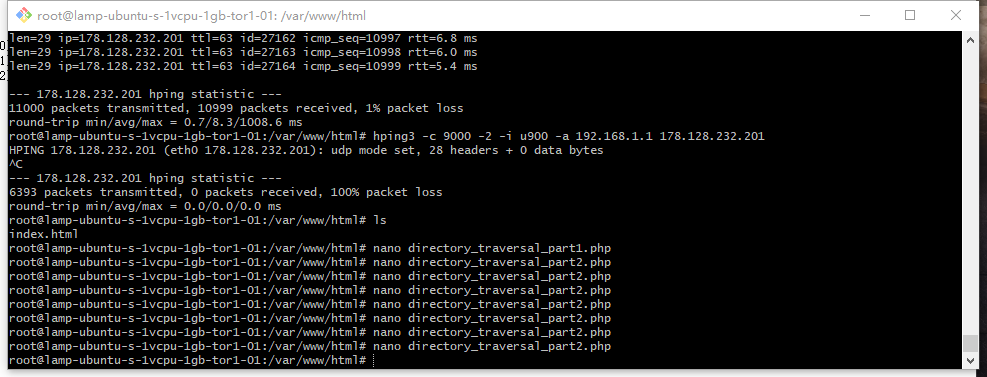 root@lamp-ubuntu-s-1vcpu-1gb-tor1-01: /var/www/html
len=29 ip=178.128.232.201 ttl=63 id=27162 icmp_seq=10997 rtt=6.8 ms
len=29 ip=178.128.232.201 ttl=63 id=27163 icmp_seq=10998 rtt=6.0 ms
len=29 ip=178.128.232.201 ttl=63 id=27164 icmp_seq=10999 rtt=5.4 ms
--- 178.128.232.201 hping statistic ---
11000 packets transmitted, 10999 packets received, 1% packet loss
round-trip min/avg/max = 0.7/8.3/1008.6 ms
root@lamp-ubuntu-s-1vcpu-1gb-tor1-01:/var/www/html# hping3 -c 9000 -2 -i u900 -a 192.168.1.1 178.128.232.201
HPING 178.128.232.201 (eth0 178.128.232.201): udp mode set, 28 headers + 0 data bytes
^C
--- 178.128.232.201 hping statistic ---
6393 packets transmitted, 0 packets received, 100% packet loss
round-trip min/avg/max = 0.0/0.0/0.0 ms
root@lamp-ubuntu-s-1vcpu-1gb-tor1-01:/var/www/html# ls
index.html
root@lamp-ubuntu-s-1vcpu-1gb-tor1-01:/var/www/html# nano directory_traversal_part1.php
root@lamp-ubuntu-s-1vcpu-1gb-tor1-01:/var/www/html# nano directory_traversal_part2.php
root@lamp-ubuntu-s-1vcpu-1gb-tor1-01:/var/www/html# nano directory_traversal_part2.php
root@lamp-ubuntu-s-1vcpu-1gb-tor1-01:/var/www/html# nano directory_traversal_part2.php
root@lamp-ubuntu-s-1vcpu-1gb-tor1-01:/var/www/html# nano directory_traversal_part2.php
root@lamp-ubuntu-s-1vcpu-1gb-tor1-01:/var/www/html# nano directory_traversal_part2.php
root@lamp-ubuntu-s-1vcpu-1gb-tor1-01:/var/www/html# nano directory_traversal_part2.php
root@lamp-ubuntu-s-1vcpu-1gb-tor1-01:/var/www/html# nano directory_traversal_part2.php
root@lamp-ubuntu-s-1vcpu-1gb-tor1-01:/var/www/html#